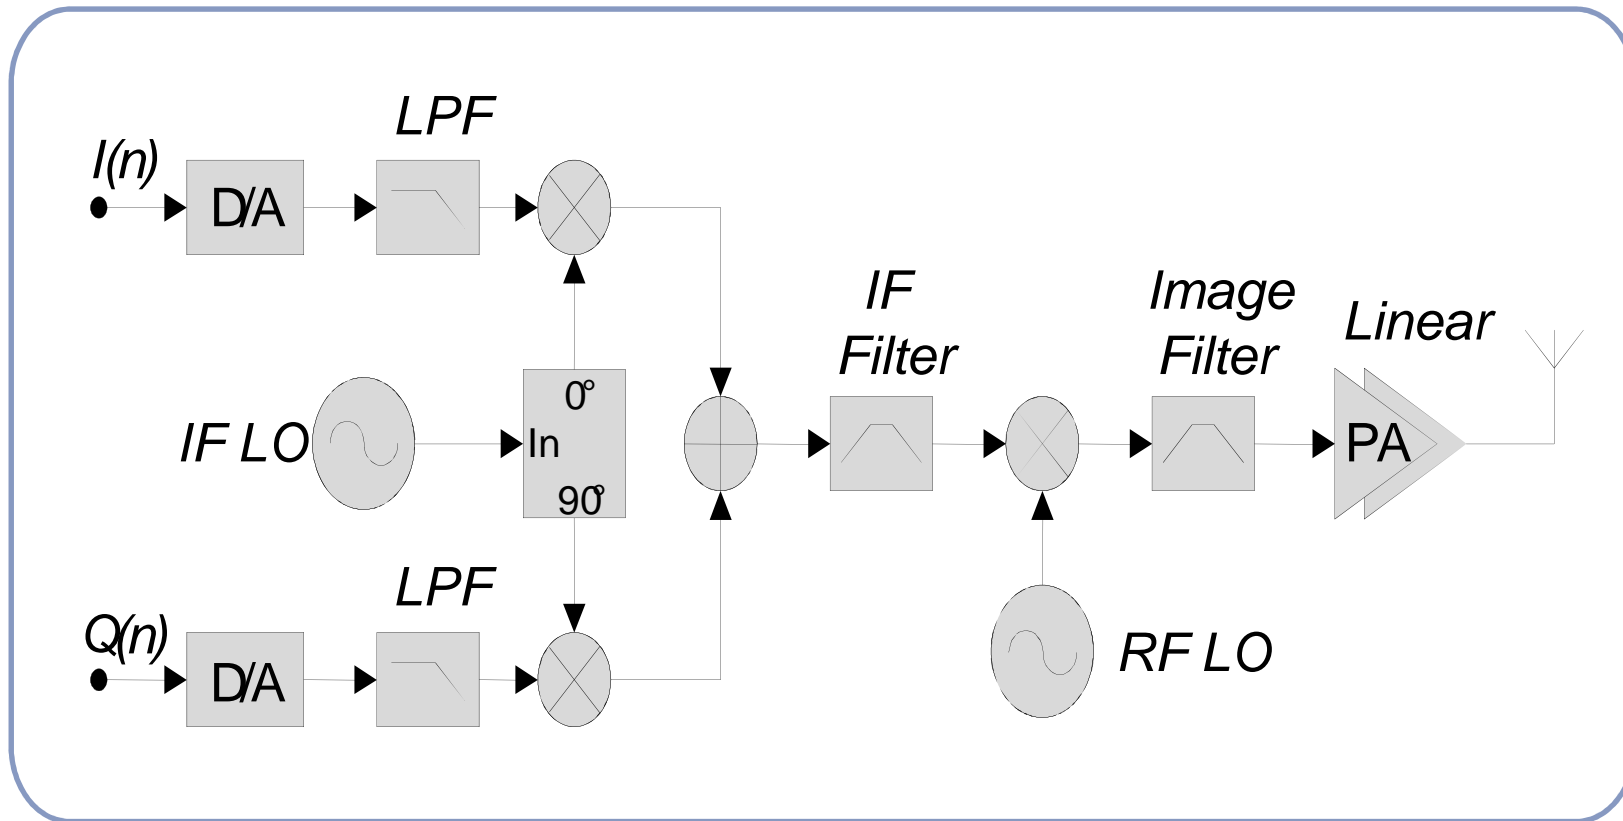 LPF
I(n)
D/A
IF
Filter
Image
Filter
Linear
0°
IF LO
In
PA
90°
LPF
Q(n)
D/A
RF LO